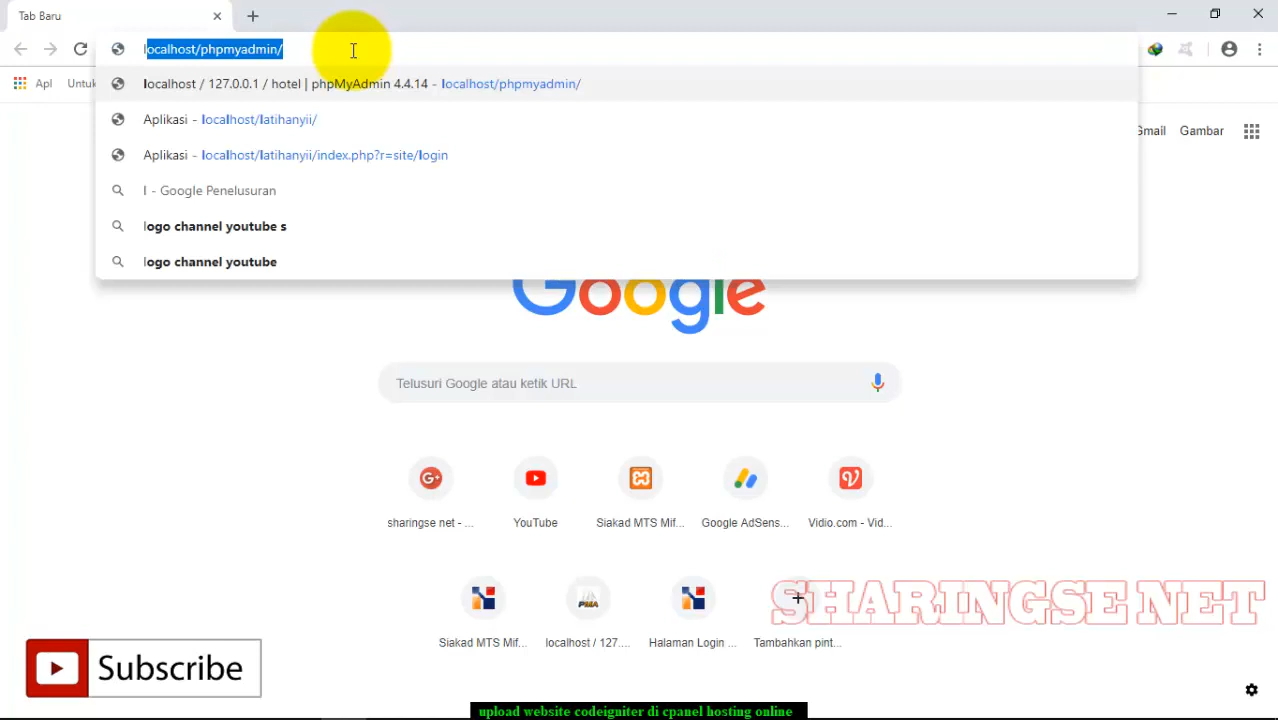 Tab Baru
localhost/phpmyadmin/
Apl
Untuk
localhost / 127.0.0.1 / hotel | phpMyAdmin 4.4.14 - localhost/phpmyadmin/
Aplikasi - localhost/latihanyii/
Aplikasi - localhost/latihanyii/index.php?r=site/login
l - Google Penelusuran
logo channel youtube s
logo channel youtube
Gmail
Gambar
Google
Telusuri Google atau ketik URL
sharingse net - ...
YouTube
Siakad MTS Mif...
Google AdSens...
Vidio.com - Vid...
PMA
Siakad MTS Mif...
localhost / 127....
Halaman Login ...
Tambahkan pint...
SHARINGSE NET
Subscribe
upload website codeigniter di cpanel hosting online